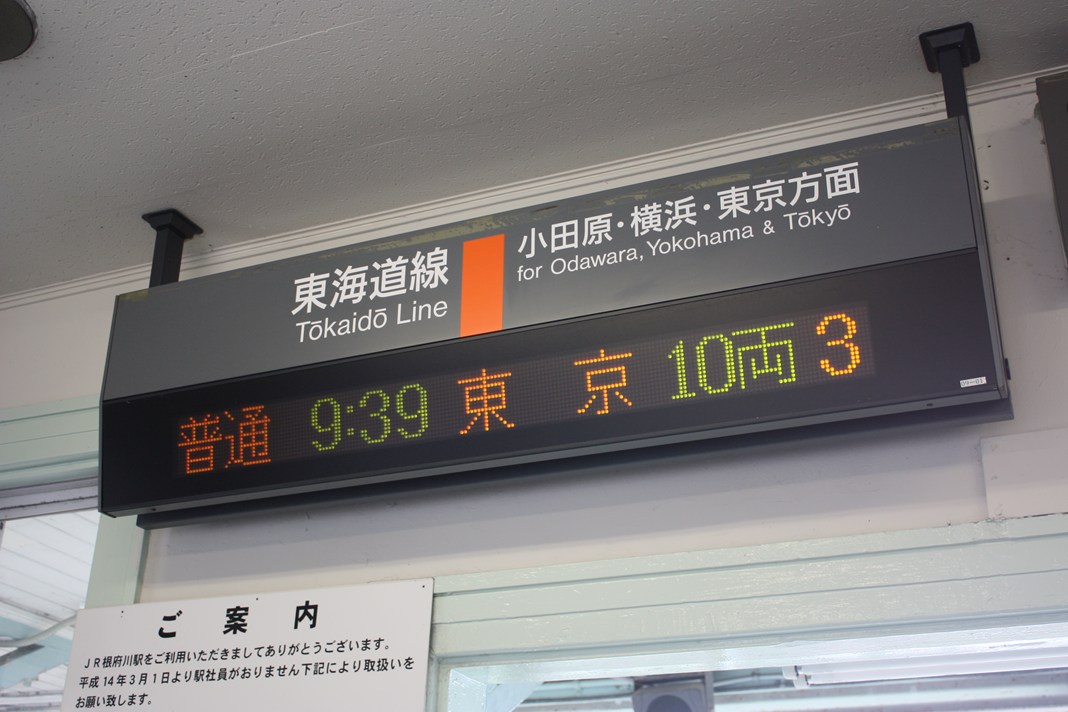 東海道線
Tōkaidō Line
小田原・横浜・東京方面
for Odawara, Yokohama & Tōkyō
普通 9:39 東 京 10両 3
ご 案 内
JR根府川駅をご利用いただきましてありがとうございます。
平成14年3月1日より駅社員がおりません下記により取扱いを
お願い致します。